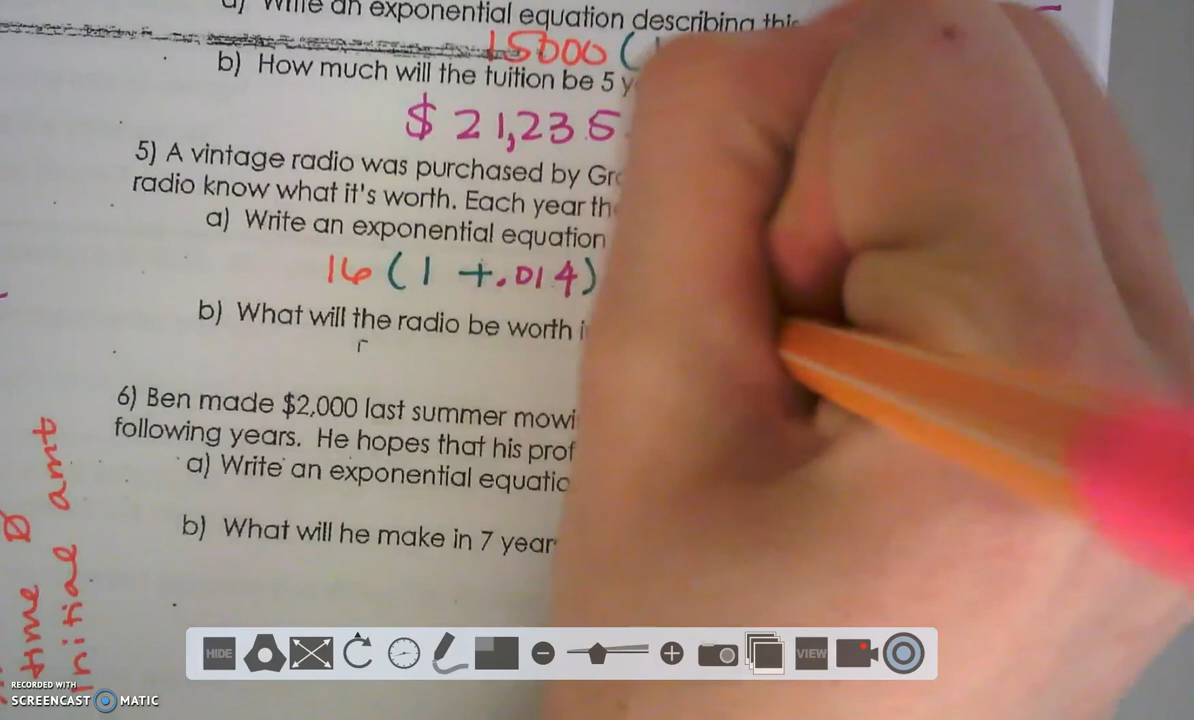 a) Write an exponential equation describing this
15000 (
b) How much will the tuition be 5 y
$ 21,235
5) A vintage radio was purchased by Gr
radio know what it's worth. Each year th
a) Write an exponential equation
16 ( 1 + .014)
b) What will the radio be worth i
6) Ben made $2,000 last summer mowi
following years. He hopes that his prof
a) Write an exponential equatio
b) What will he make in 7 year
time 0
initial amt
HIDE
VIEW
RECORDED WITH
SCREENCAST MATIC